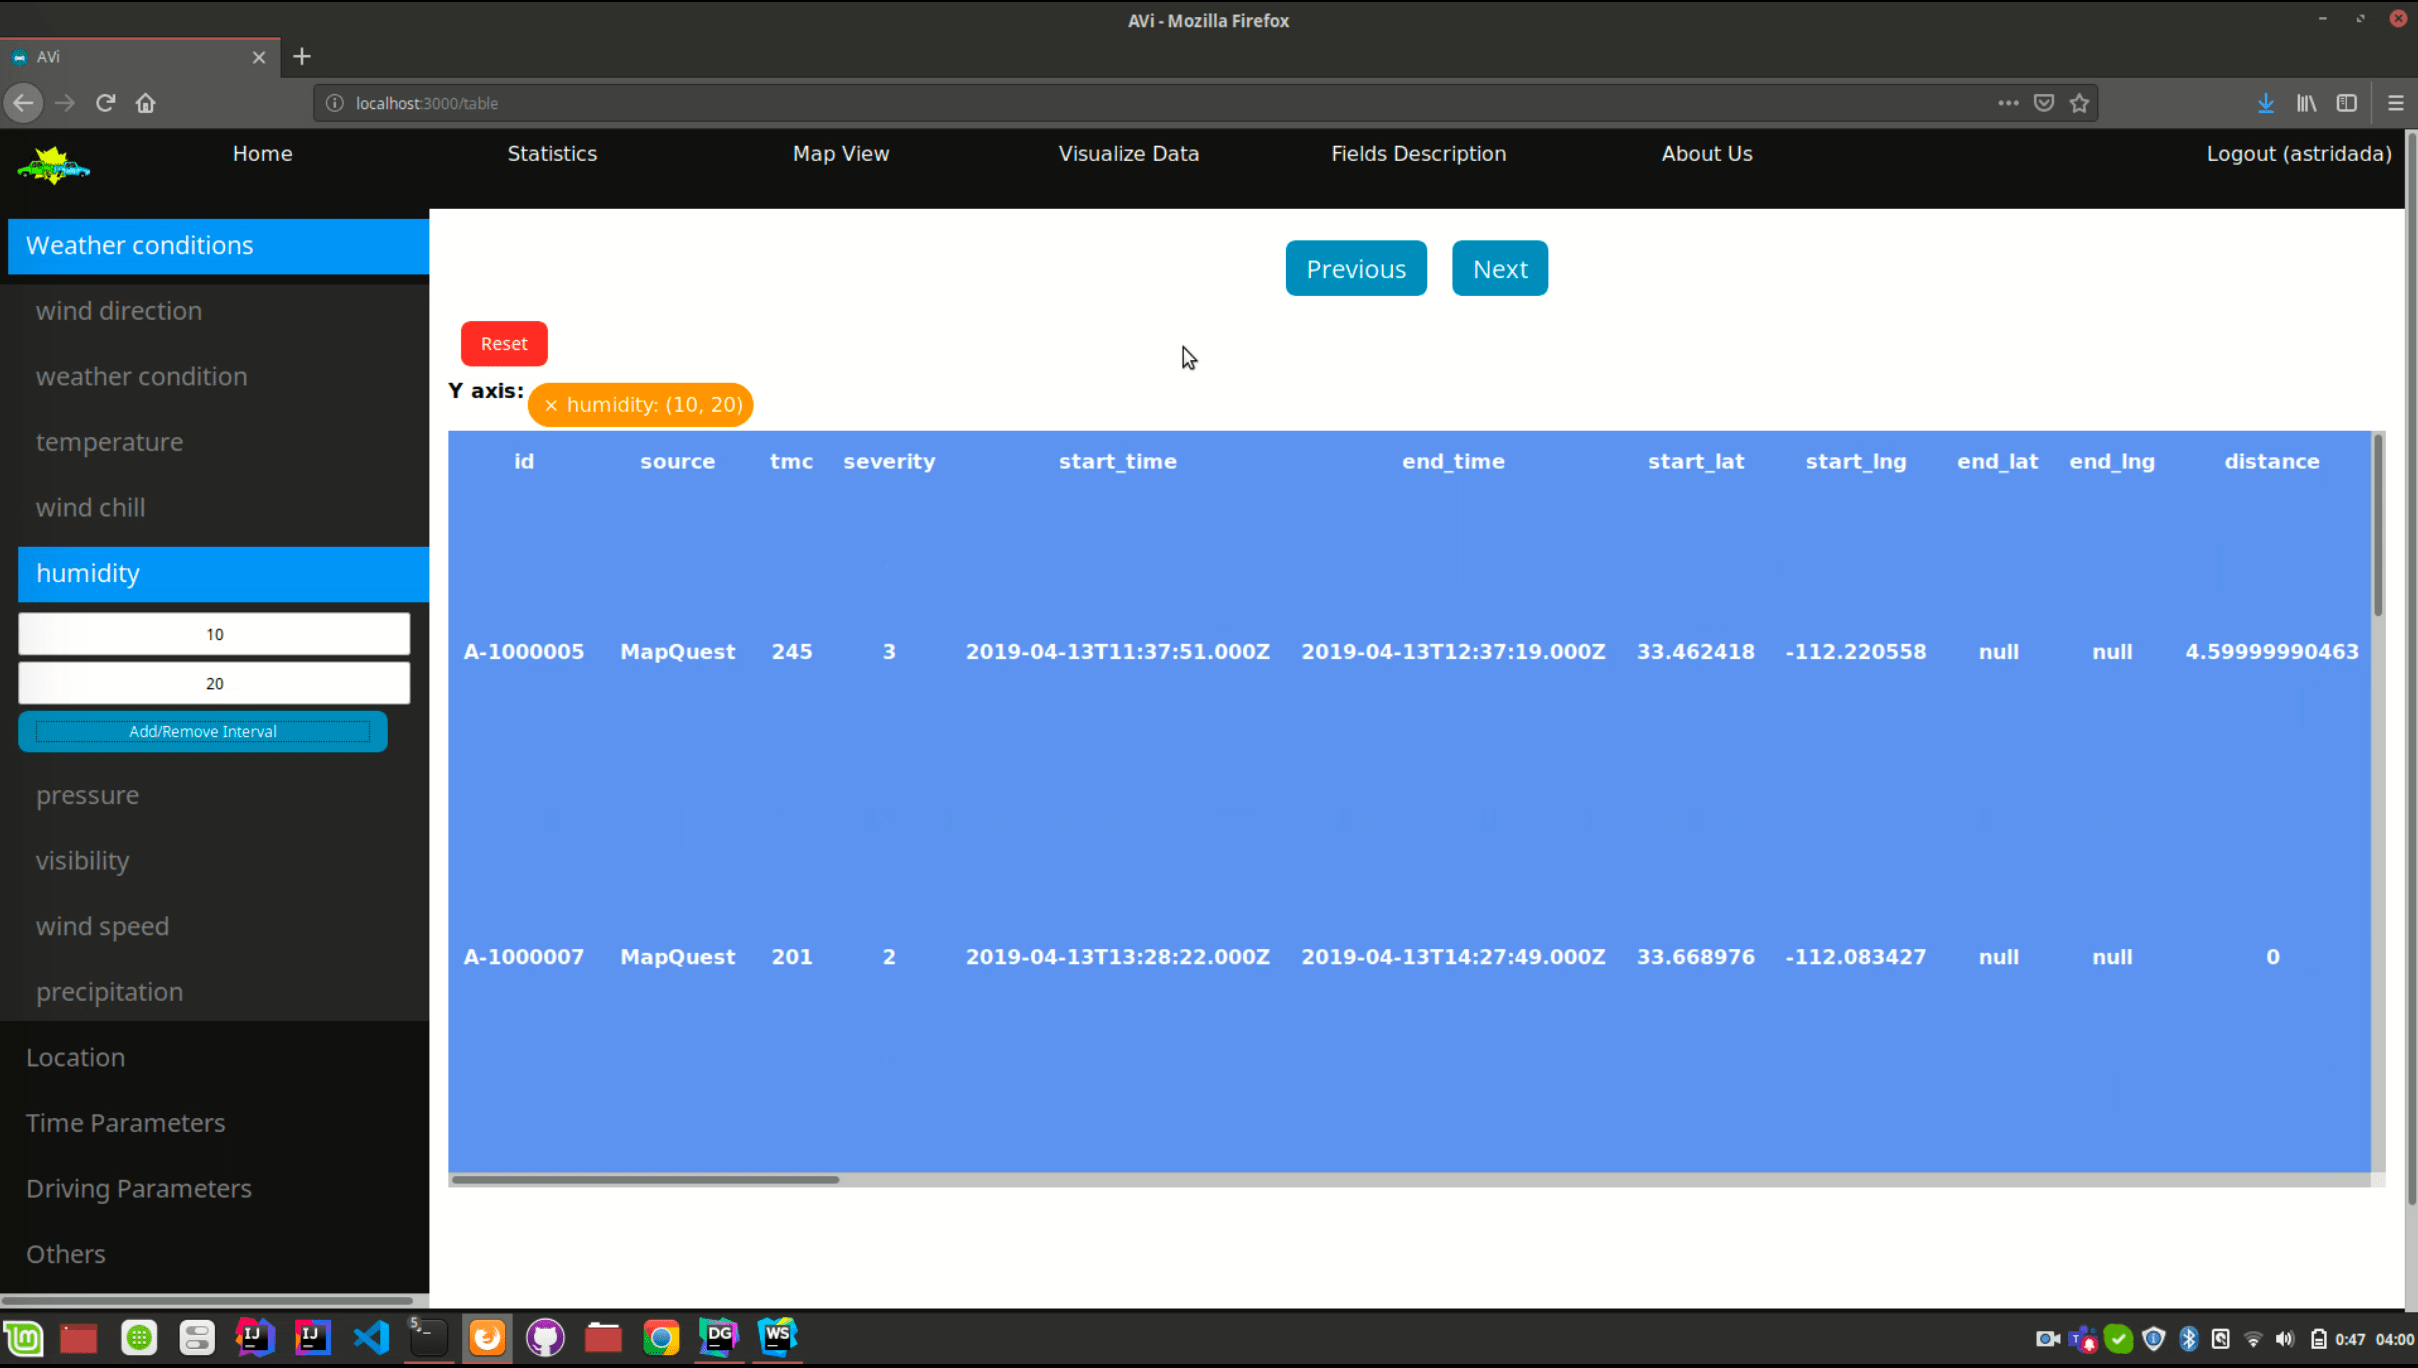 AVi - Mozilla Firefox
AVi
localhost:3000/table
Home Statistics Map View Visualize Data Fields Description About Us Logout (astridada)
Weather conditions
wind direction
weather condition
temperature
wind chill
humidity
10
20
Add/Remove Interval
pressure
visibility
wind speed
precipitation
Location
Time Parameters
Driving Parameters
Others
Previous Next
Reset
Y axis: × humidity: (10, 20)
id source tmc severity start_time end_time start_lat start_lng end_lat end_lng distance
A-1000005 MapQuest 245 3 2019-04-13T11:37:51.000Z 2019-04-13T12:37:19.000Z 33.462418 -112.220558 null null 4.59999990463
A-1000007 MapQuest 201 2 2019-04-13T13:28:22.000Z 2019-04-13T14:27:49.000Z 33.668976 -112.083427 null null 0
IJ IJ 5 DG WS 0:47 04:00